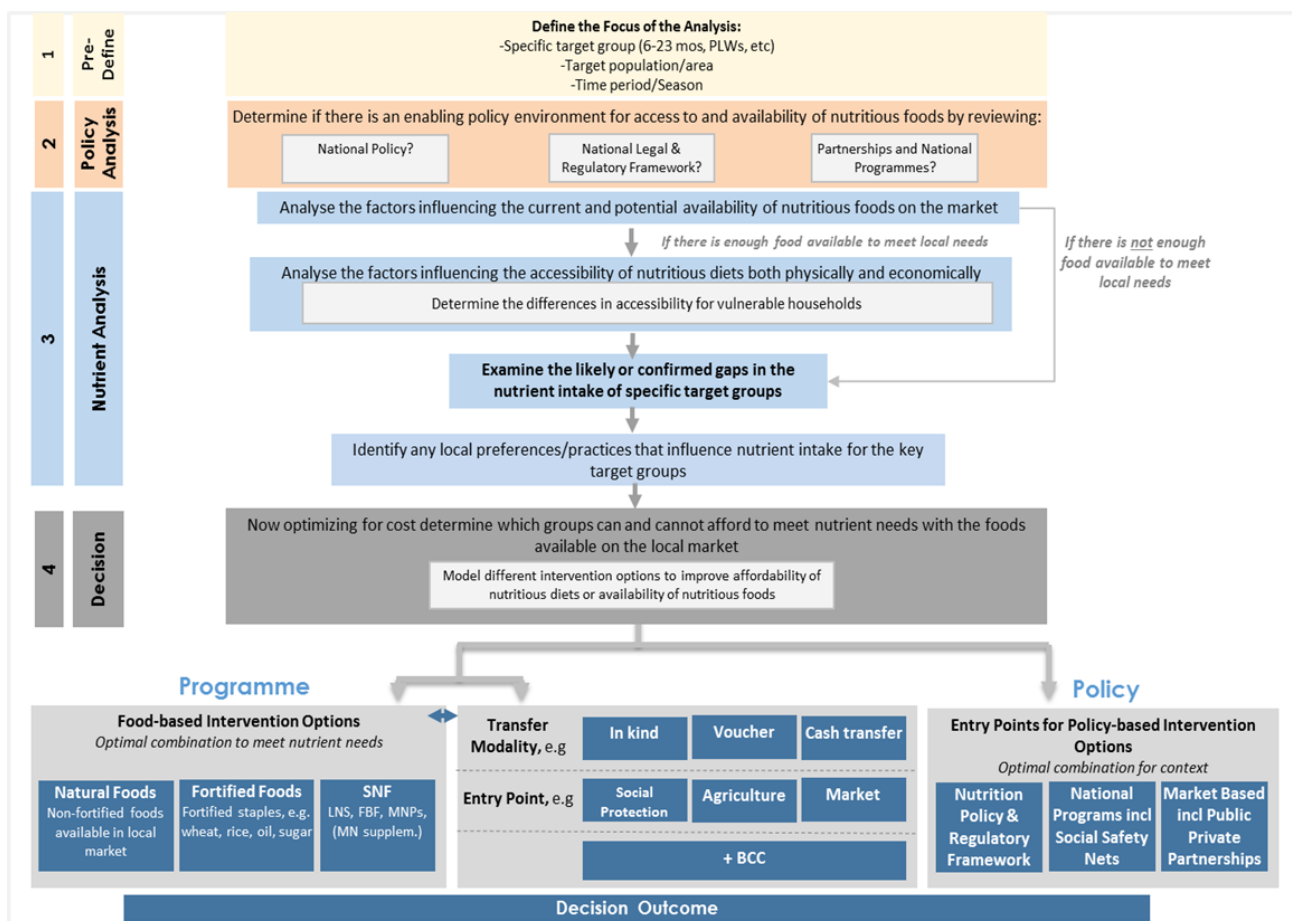 1
Pre-
Define
Define the Focus of the Analysis:
-Specific target group (6-23 mos, PLWs, etc)
-Target population/area
-Time period/Season
2
Policy
Analysis
Determine if there is an enabling policy environment for access to and availability of nutritious foods by reviewing:
National Policy?
National Legal &
Regulatory Framework?
Partnerships and National
Programmes?
3
Nutrient Analysis
Analyse the factors influencing the current and potential availability of nutritious foods on the market
If there is enough food available to meet local needs
If there is not enough
food available to meet
local needs
Analyse the factors influencing the accessibility of nutritious diets both physically and economically
Determine the differences in accessibility for vulnerable households
Examine the likely or confirmed gaps in the
nutrient intake of specific target groups
Identify any local preferences/practices that influence nutrient intake for the key
target groups
4
Decision
Now optimizing for cost determine which groups can and cannot afford to meet nutrient needs with the foods
available on the local market
Model different intervention options to improve affordability of
nutritious diets or availability of nutritious foods
Programme
Food-based Intervention Options
Optimal combination to meet nutrient needs
Natural Foods
Non-fortified foods
available in local
market
Fortified Foods
Fortified staples, e.g.
wheat, rice, oil, sugar
SNF
LNS, FBF, MNPs,
(MN supplem.)
Transfer
Modality, e.g
In kind
Voucher
Cash transfer
Entry Point, e.g
Social
Protection
Agriculture
Market
+ BCC
Policy
Entry Points for Policy-based Intervention
Options
Optimal combination for context
Nutrition
Policy &
Regulatory
Framework
National
Programs incl
Social Safety
Nets
Market Based
incl Public
Private
Partnerships
Decision Outcome